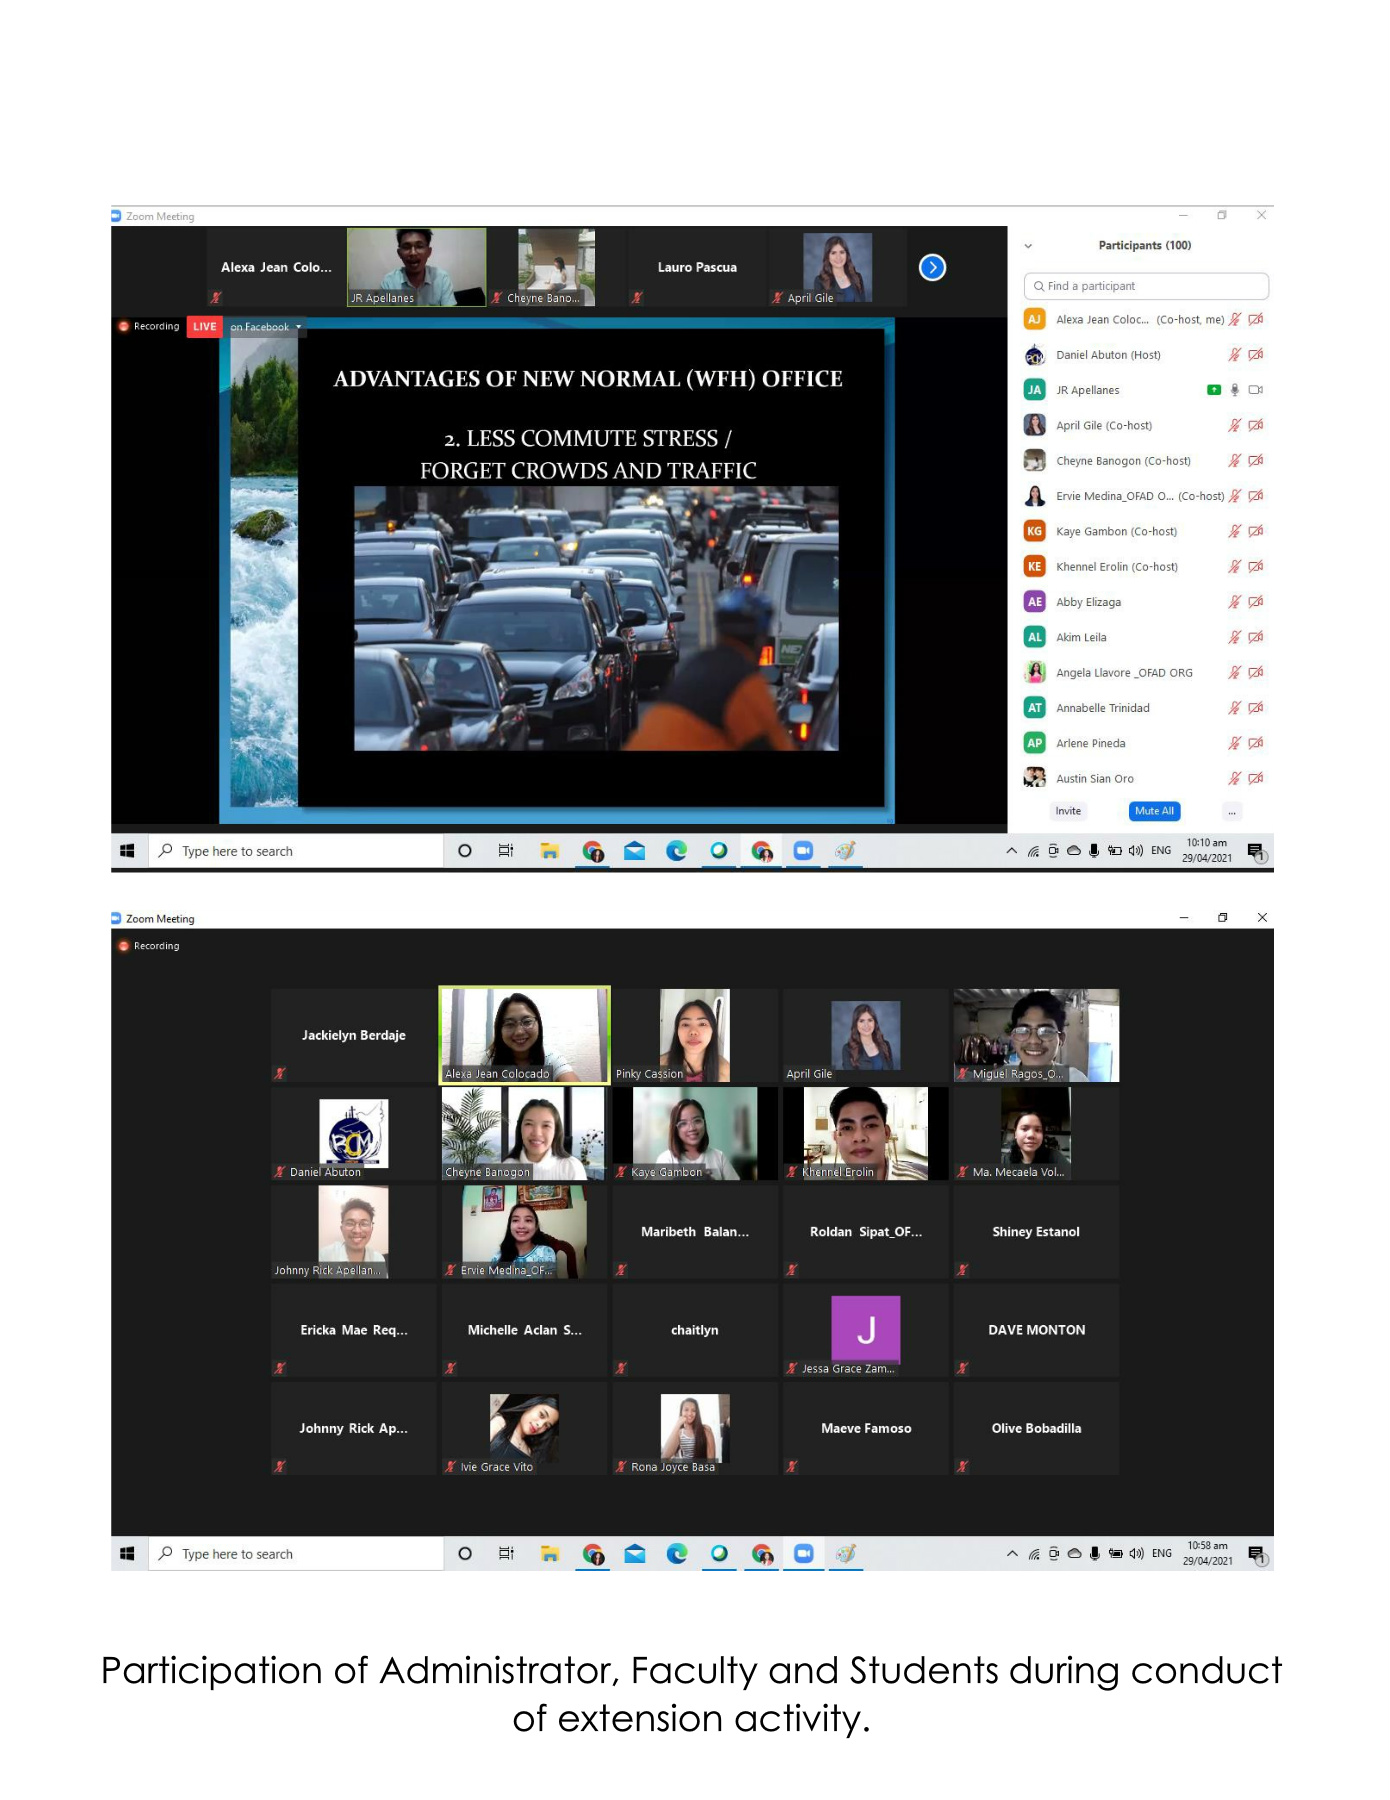 Zoom Meeting
Alexa Jean Colo...
JR Apellanes
Cheyne Bano...
Lauro Pascua
April Gile
Recording
LIVE
on Facebook
ADVANTAGES OF NEW NORMAL (WFH) OFFICE
2. LESS COMMUTE STRESS /
FORGET CROWDS AND TRAFFIC
Participants (100)
Find a participant
AJ Alexa Jean Coloc... (Co-host, me)
Daniel Abuton (Host)
JA JR Apellanes
April Gile (Co-host)
Cheyne Banogon (Co-host)
Ervie Medina_OFAD O... (Co-host)
KG Kaye Gambon (Co-host)
KE Khennel Erolin (Co-host)
AE Abby Elizaga
AL Akim Leila
Angela Llavore _OFAD ORG
AT Annabelle Trinidad
AP Arlene Pineda
Austin Sian Oro
Invite
Mute All
...
Type here to search
ENG
10:10 am
29/04/2021
1
Zoom Meeting
Recording
Jackielyn Berdaje
Alexa Jean Colocado
Pinky Cassion
April Gile
Miguel Ragos_O...
Daniel Abuton
Cheyne Banogon
Kaye Gambon
Khennel Erolin
Ma. Mecaela Vol...
Johnny Rick Apellan...
Ervie Medina_OF...
Maribeth Balan...
Roldan Sipat_OF...
Shiney Estanol
Ericka Mae Req...
Michelle Aclan S...
chaitlyn
J
Jessa Grace Zam...
DAVE MONTON
Johnny Rick Ap...
Ivie Grace Vito
Rona Joyce Basa
Maeve Famoso
Olive Bobadilla
Type here to search
ENG
10:58 am
29/04/2021
1
Participation of Administrator, Faculty and Students during conduct
of extension activity.